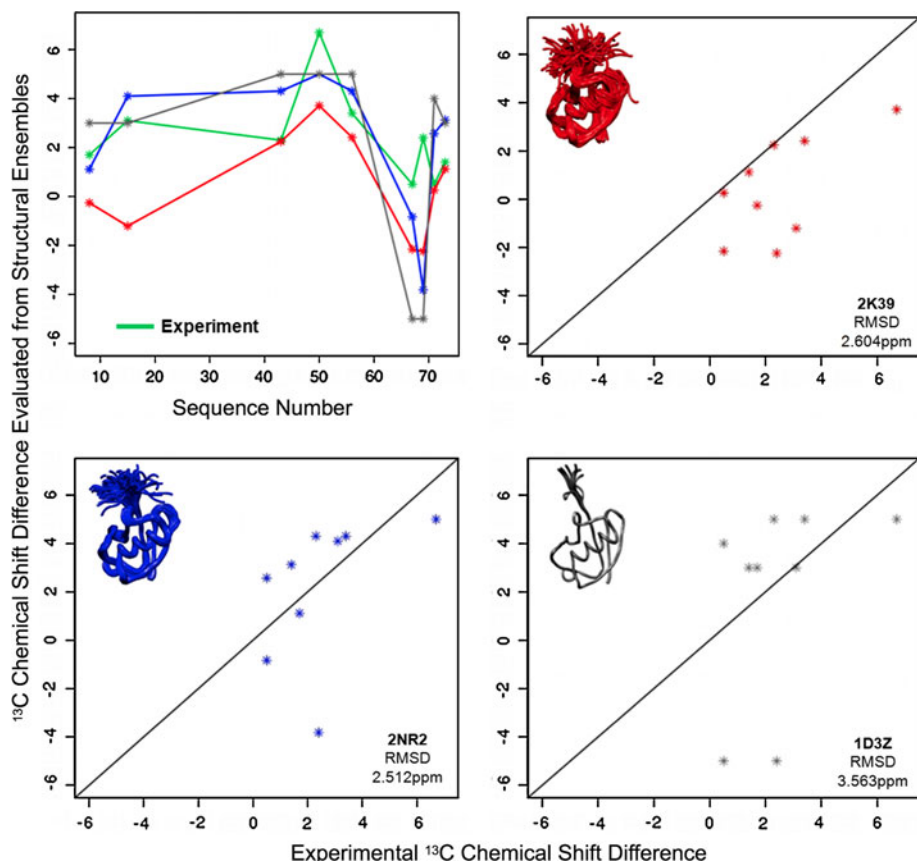 13C Chemical Shift Difference Evaluated from Structural Ensembles
6
4
2
0
-2
-4
-6
Experiment
10 20 30 40 50 60 70
Sequence Number
6
4
2
0
-2
-4
-6
2K39
RMSD
2.604ppm
-6 -4 -2 0 2 4 6
6
4
2
0
-2
-4
-6
2NR2
RMSD
2.512ppm
-6 -4 -2 0 2 4 6
6
4
2
0
-2
-4
-6
1D3Z
RMSD
3.563ppm
-6 -4 -2 0 2 4 6
Experimental 13C Chemical Shift Difference